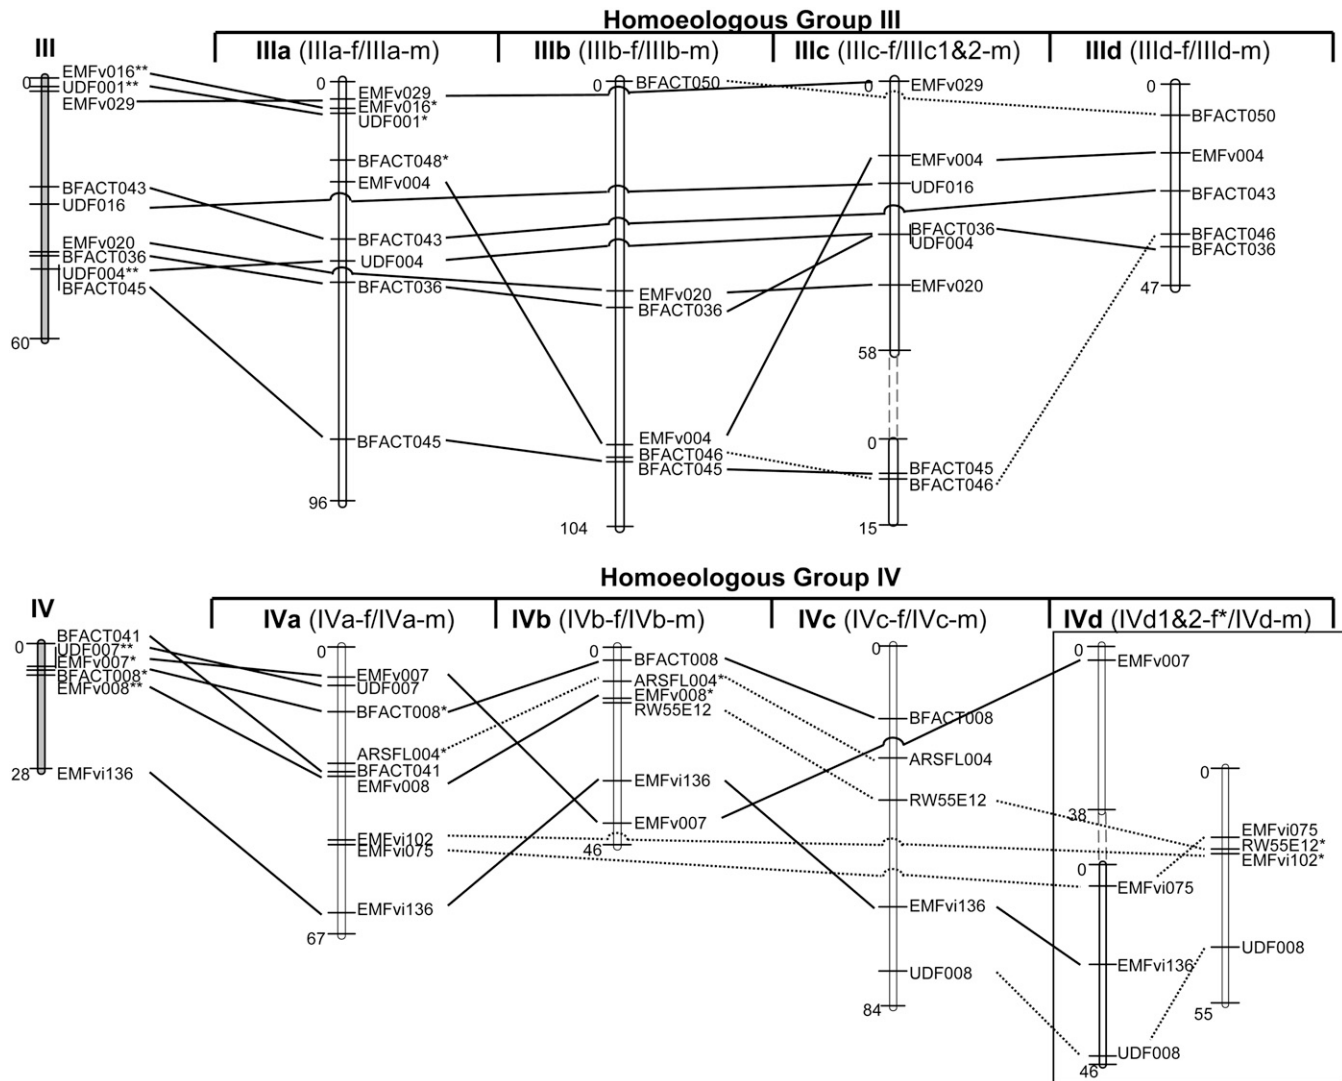 Homoeologous Group III
III
IIIa (IIIa-f/IIIa-m)
IIIb (IIIb-f/IIIb-m)
IIIc (IIIc-f/IIIc1&2-m)
IIId (IIId-f/IIId-m)
0
EMFv016**
UDF001**
EMFv029
BFACT043
UDF016
EMFv020
BFACT036
UDF004**
BFACT045
60
0
EMFv029
EMFv016*
UDF001*
BFACT048*
EMFv004
BFACT043
UDF004
BFACT036
BFACT045
96
0
BFACT050
EMFv020
BFACT036
EMFv004
BFACT046
BFACT045
104
0
EMFv029
EMFv004
UDF016
BFACT036
UDF004
EMFv020
58
0
BFACT045
BFACT046
15
0
BFACT050
EMFv004
BFACT043
BFACT046
BFACT036
47
Homoeologous Group IV
IV
IVa (IVa-f/IVa-m)
IVb (IVb-f/IVb-m)
IVc (IVc-f/IVc-m)
IVd (IVd1&2-f*/IVd-m)
0
BFACT041
UDF007**
EMFv007*
BFACT008*
EMFv008**
28
EMFvi136
0
EMFv007
UDF007
BFACT008*
ARSFL004*
BFACT041
EMFv008
EMFvi102
EMFvi075
EMFvi136
67
0
BFACT008
ARSFL004*
EMFv008*
RW55E12
EMFvi136
EMFv007
46
0
BFACT008
ARSFL004
RW55E12
EMFvi136
UDF008
84
0
EMFv007
38
0
EMFvi075
EMFvi136
UDF008
46
0
EMFvi075
RW55E12*
EMFvi102*
UDF008
55